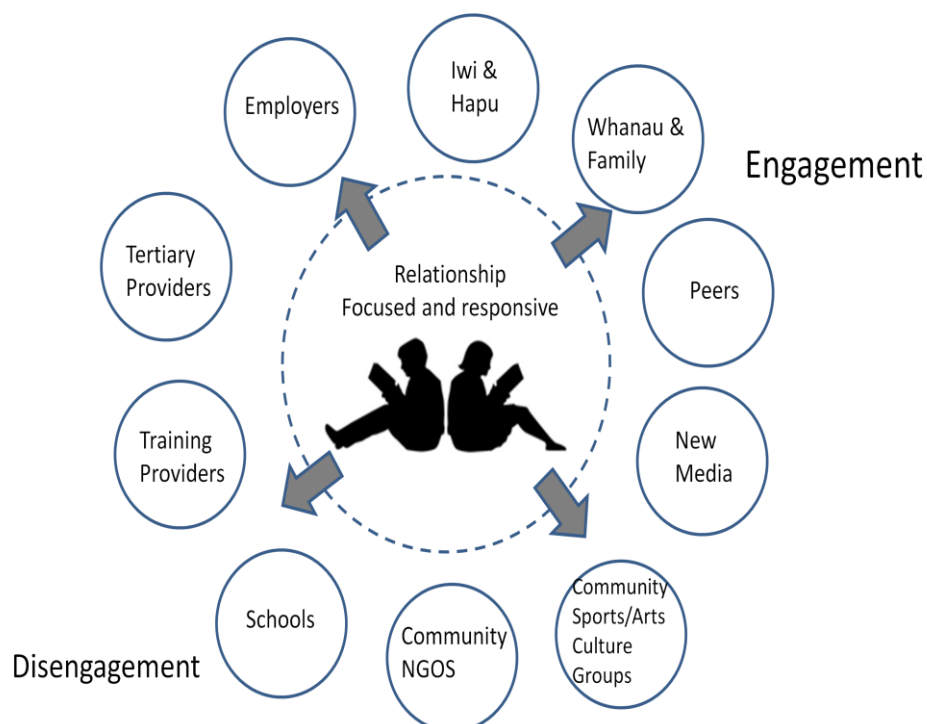 Iwi &
Hapu
Employers
Whanau &
Family
Engagement
Tertiary
Providers
Relationship
Focused and responsive
Peers
Training
Providers
New
Media
Schools
Community
NGOS
Community
Sports/Arts
Culture
Groups
Disengagement